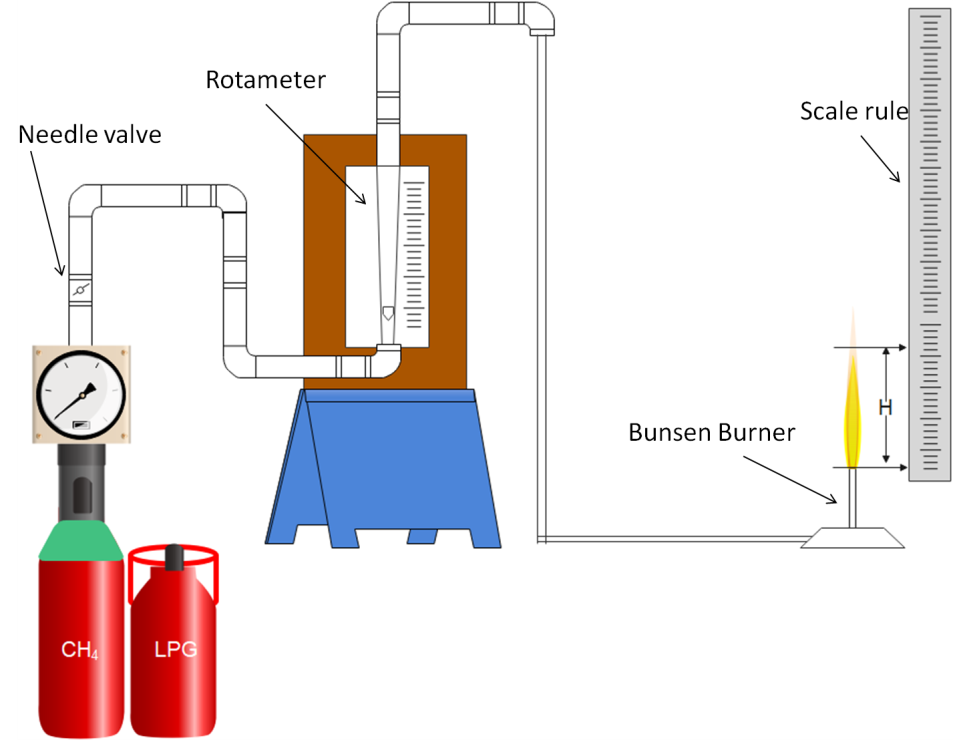 Rotameter
Scale rule
Needle valve
H
Bunsen Burner
CH₄
LPG